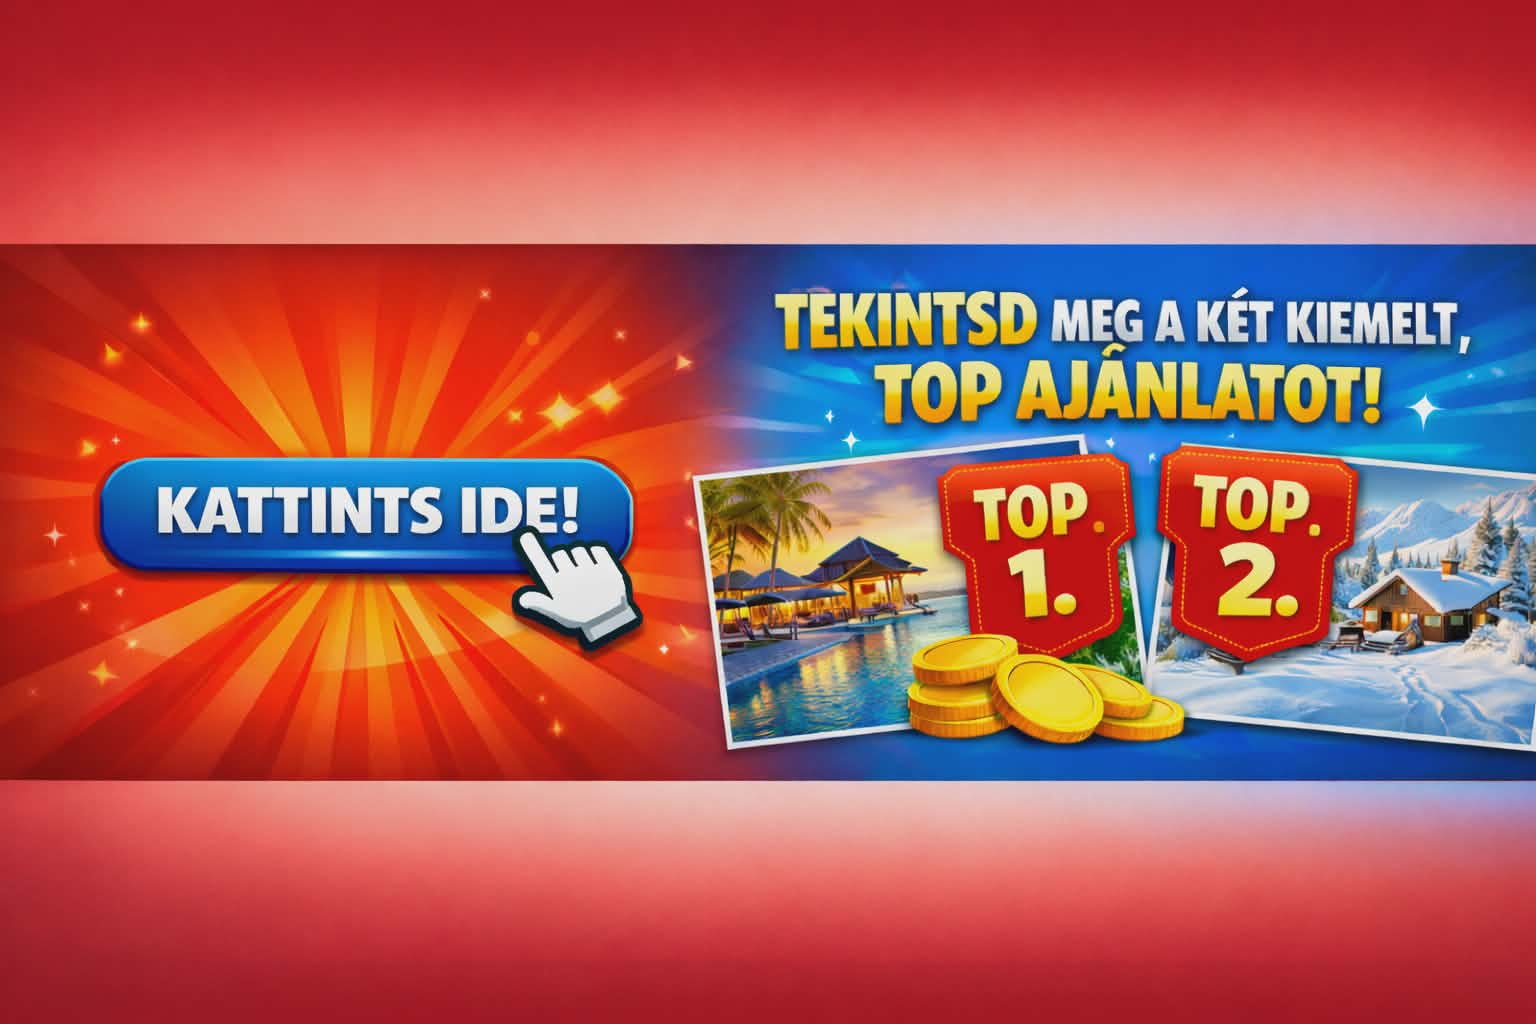 KATTINTS IDE!
TEKINTSD MEG A KÉT KIEMELT,
TOP AJÁNLATOT!
TOP.
1.
TOP.
2.